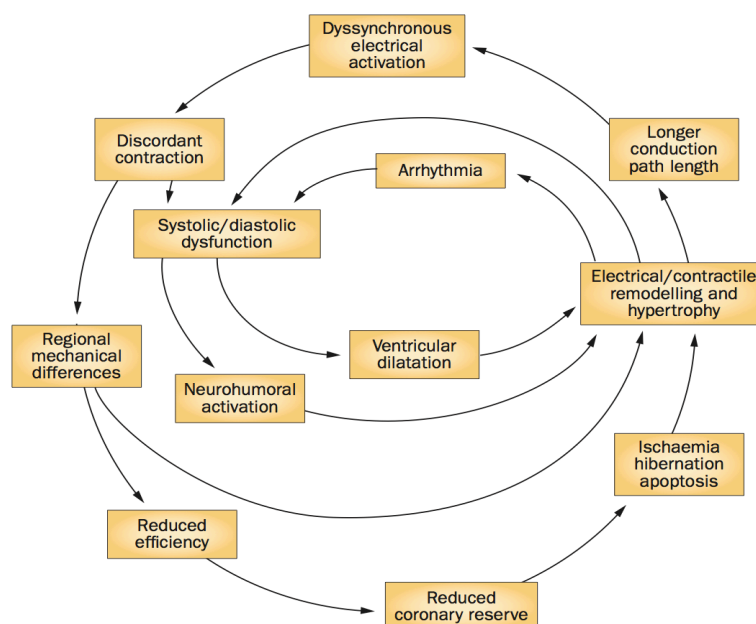 Dyssynchronous
electrical
activation
Discordant
contraction
Longer
conduction
path length
Arrhythmia
Systolic/diastolic
dysfunction
Electrical/contractile
remodelling and
hypertrophy
Regional
mechanical
differences
Ventricular
dilatation
Neurohumoral
activation
Ischaemia
hibernation
apoptosis
Reduced
efficiency
Reduced
coronary reserve